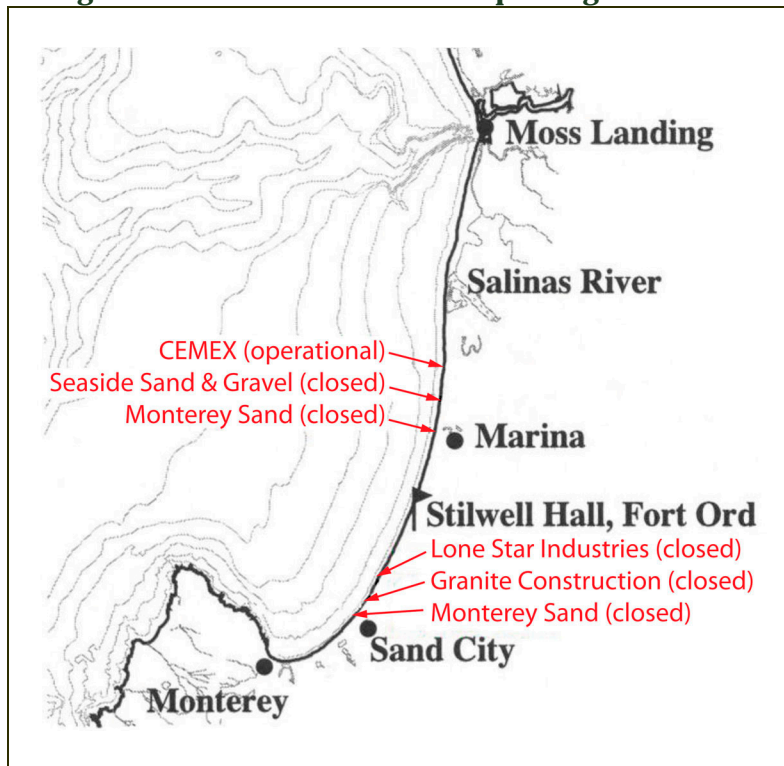 Moss Landing
Salinas River
CEMEX (operational)
Seaside Sand & Gravel (closed)
Monterey Sand (closed)
Marina
Stilwell Hall, Fort Ord
Lone Star Industries (closed)
Granite Construction (closed)
Monterey Sand (closed)
Sand City
Monterey